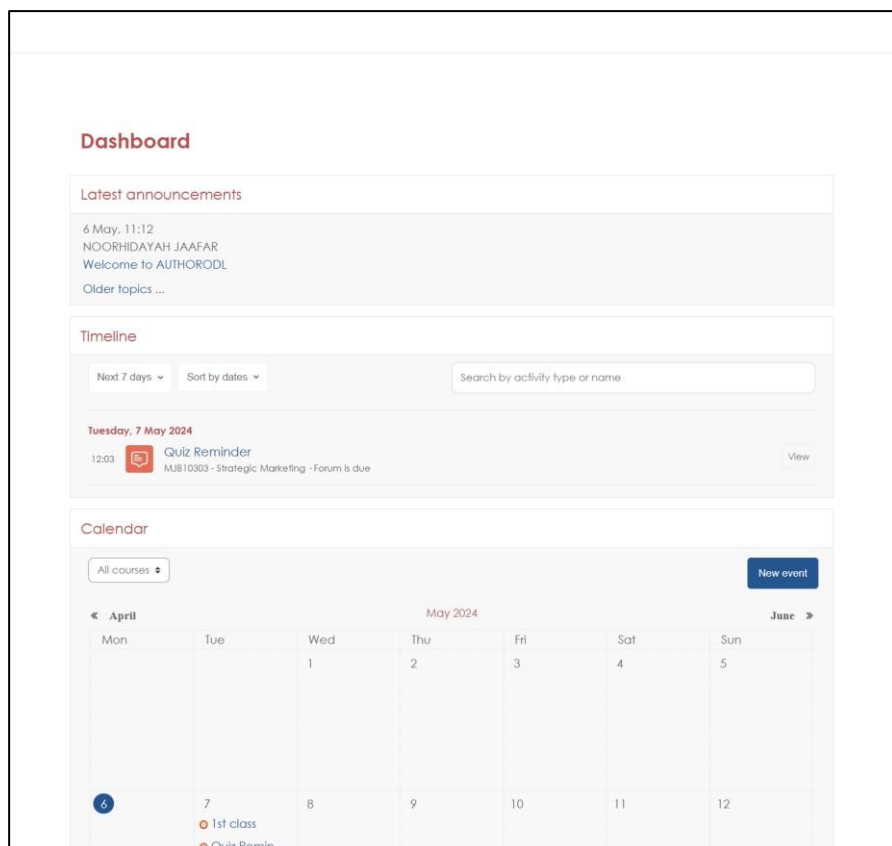 Dashboard
Latest announcements
6 May, 11:12
NOORHIDAYAH JAAFAR
Welcome to AUTHORODL
Older topics ...
Timeline
Next 7 days Sort by dates Search by activity type or name
Tuesday, 7 May 2024
12:03 Quiz Reminder View
MJB10303 - Strategic Marketing - Forum is due
Calendar
All courses New event
« April May 2024 June »
Mon Tue Wed Thu Fri Sat Sun
1 2 3 4 5
6 7 8 9 10 11 12
1st class
Quiz Remin...